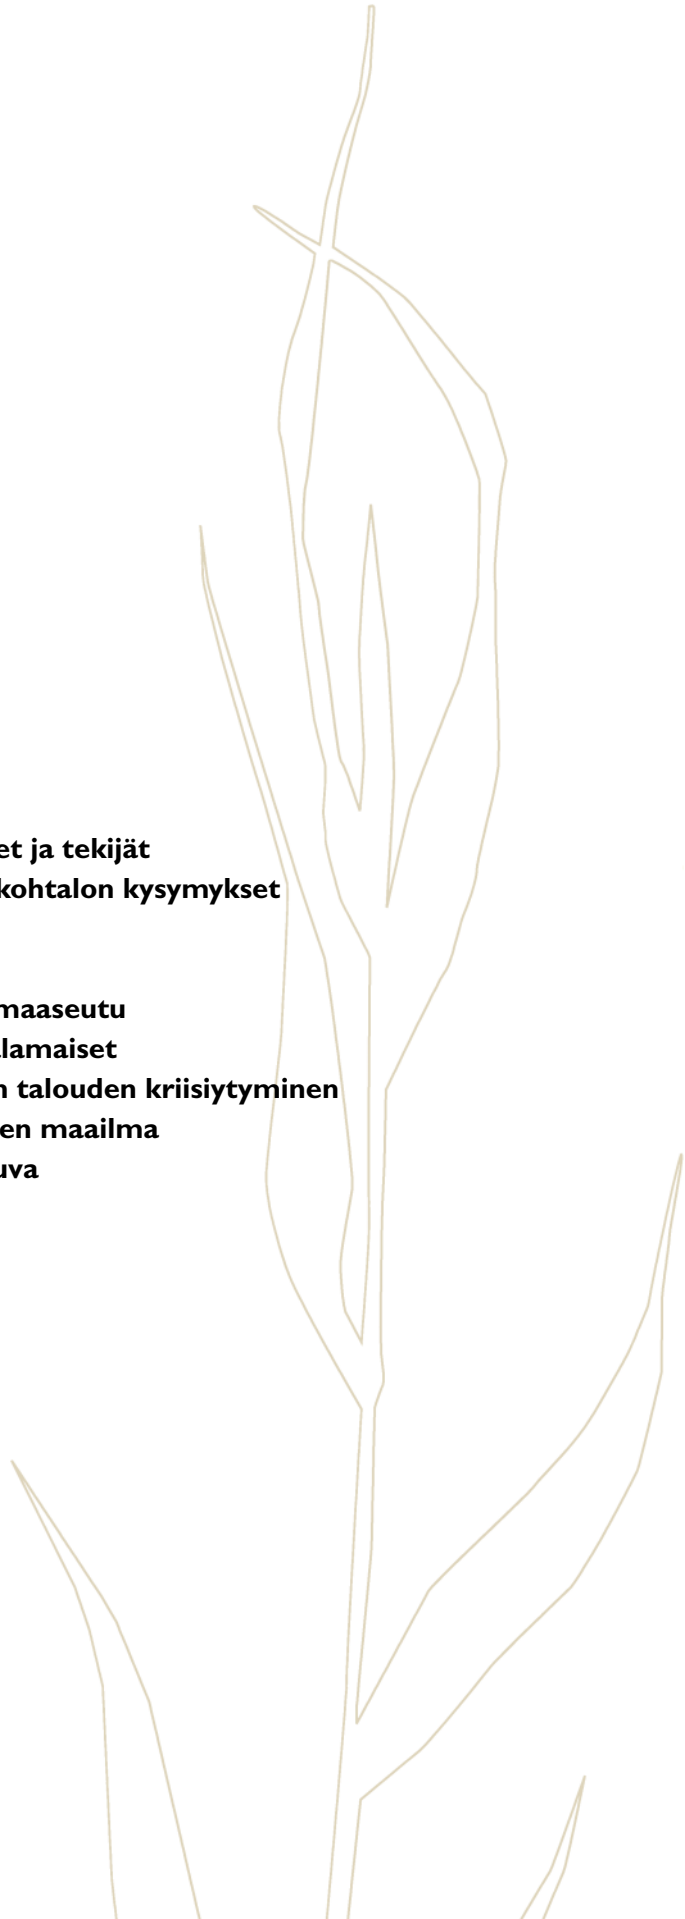 et ja tekijät
kohtalon kysymykset
maaseutu
lamaiset
n talouden kriisiytyminen
en maailma
uva